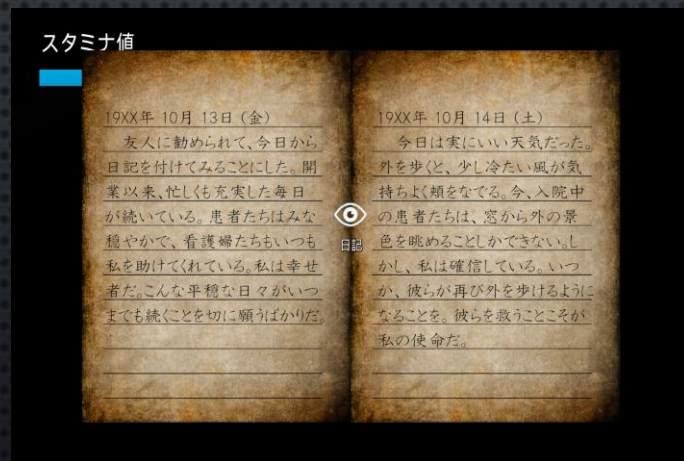 スタミナ値
19XX年 10月 13日（金）
友人に勧められて、今日から
日記を付けてみることにした。開
業以来、忙しくも充実した毎日
が続いている。患者たちはみな
穏やかで、看護婦たちもいつも
私を助けてくれている。私は幸せ
者だ。こんな平穏な日々がいつ
までも続くことを切に願うばかりだ。
日記
19XX年 10月 14日（土）
今日は実にいい天気だった。
外を歩くと、少し冷たい風が気
持ちよく頬をなでる。今、入院中
の患者たちは、窓から外の景
色を眺めることしかできない。し
かし、私は確信している。いつ
か、彼らが再び外を歩けるように
なることを。彼らを救うことこそが
私の使命だ。